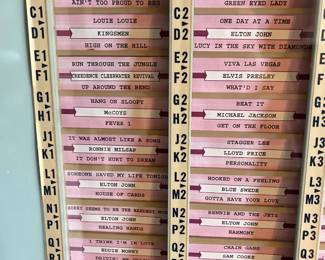 AIN'T TOO PROUD TO BEG
C1
D1
LOUIE LOUIE
KINGSMEN
HIGH ON THE HILL
E1
F1
RUN THROUGH THE JUNGLE
CREEDENCE CLEERWATER REVIVAL
UP AROUND THE BEND
G1
H1
HANG ON SLOOPY
McCOYS
FEVER 1
J1
K1
IT WAS ALMOST LIKE A SONG
RONNIE MILSAP
IT DON'T HURT TO DREAM
L1
M1
SOMEONE SAVED MY LIFE TONIGHT
ELTON JOHN
HOUSE OF CARDS
N1
P1
SORRY SEEMS TO BE THE HARDEST
ELTON JOHN
HEALING HANDS
Q1
R1
I THINK I'M IN LOVE
EDDIE MONEY
GREEN EYED LADY
C2
D2
ONE DAY AT A TIME
ELTON JOHN
LUCY IN THE SKY WITH DIAMOND
E2
F2
VIVA LAS VEGAS
ELVIS PRESLEY
WHAT'D I SAY
G2
H2
BEAT IT
MICHAEL JACKSON
GET ON THE FLOOR
J2
K2
STAGGER LEE
LLOYD PRICE
PERSONALITY
L2
M2
HOOKED ON A FEELING
BLUE SWEDE
GOTTA HAVE YOUR LOVE
N2
P2
BENNIE AND THE JETS
ELTON JOHN
HARMONY
Q2
CHAIN GANG
SAM COOKE
C3
D3
E3
F3
G3
H3
J3
K3
L3
M3
N3
P3
Q3